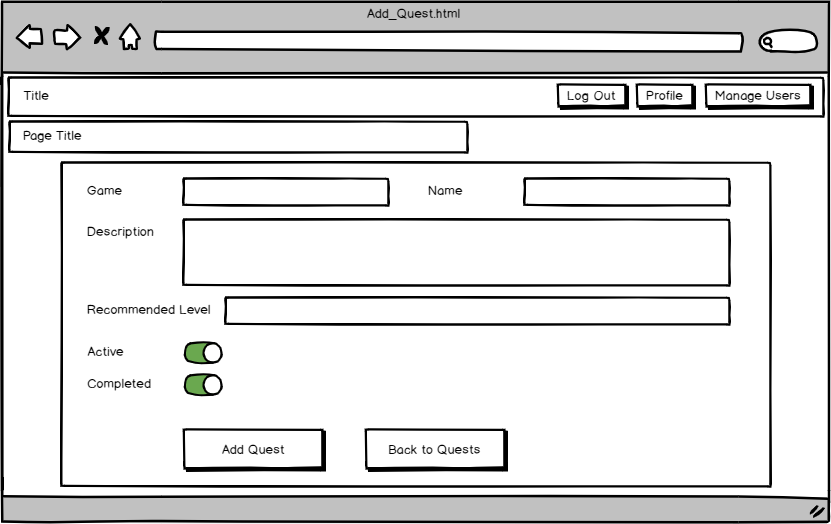 Add_Quest.html
Title
Log Out
Profile
Manage Users
Page Title
Game
Name
Description
Recommended Level
Active
Completed
Add Quest
Back to Quests